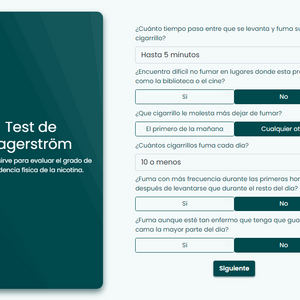 Test de
agerström
sirve para evaluar el grado de
dencia física de la nicotina.
¿Cuánto tiempo pasa entre que se levanta y fuma su
cigarrillo?
Hasta 5 minutos
¿Encuentra difícil no fumar en lugares donde esta pro
como la biblioteca o el cine?
Sí No
¿Que cigarrillo le molesta más dejar de fumar?
El primero de la mañana Cualquier ot
¿Cuántos cigarrillos fuma cada día?
10 o menos
¿Fuma con más frecuencia durante las primeras hor
después de levantarse que durante el resto del día?
Sí No
¿Fuma aunque esté tan enfermo que tenga que gua
cama la mayor parte del día?
Sí No
Siguiente